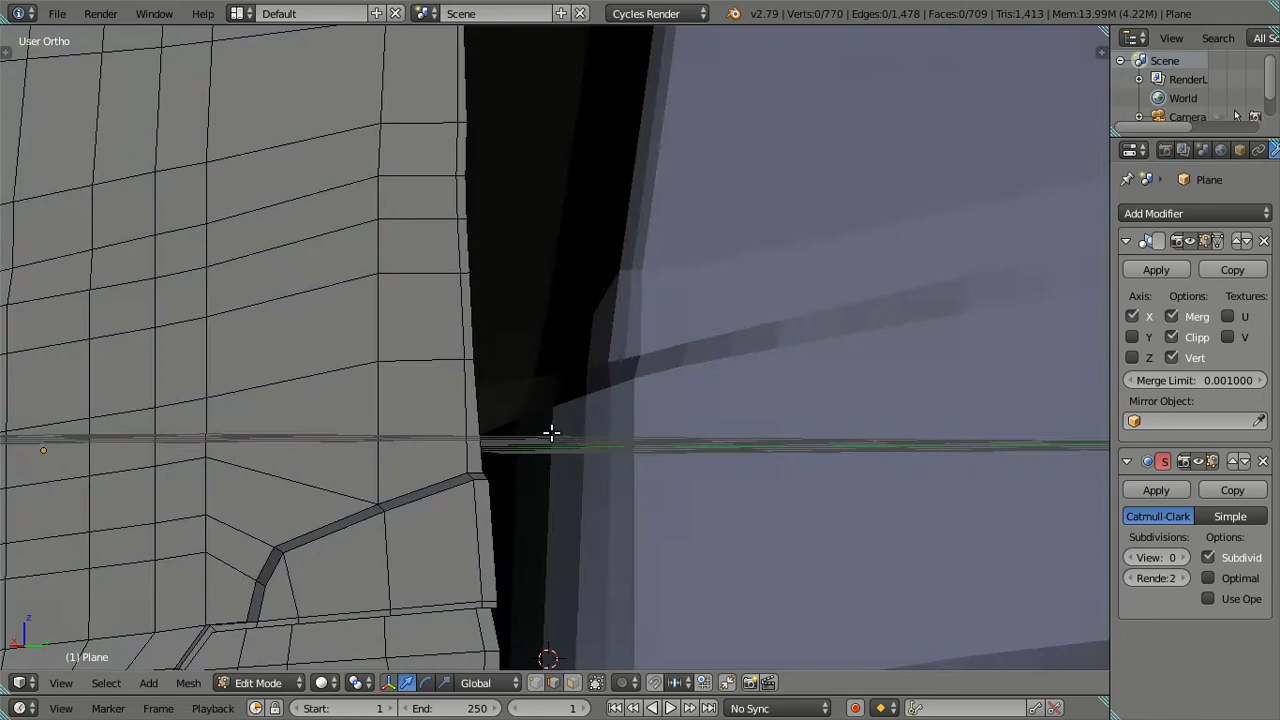 File Render Window Help Default Scene Cycles Render v2.79 | Verts:0/770 | Edges:0/1,478 | Faces:0/709 | Tris:1,413 | Mem:13.99M (4.22M) | Plane
User Ortho
View Search All Sc
Scene
RenderL
World
Camera
Plane
Add Modifier
Apply Copy
Axis: Options: Textures:
X Merg U
Y Clipp V
Z Vert
Merge Limit: 0.001000
Mirror Object:
S
Apply Copy
Catmull-Clark Simple
Subdivisions: Options:
View: 0 Subdivid
Rende:2 Optimal
Use Ope
z
x y
(1) Plane
View Select Add Mesh Edit Mode Global
View Marker Frame Playback Start: 1 End: 250 1 No Sync